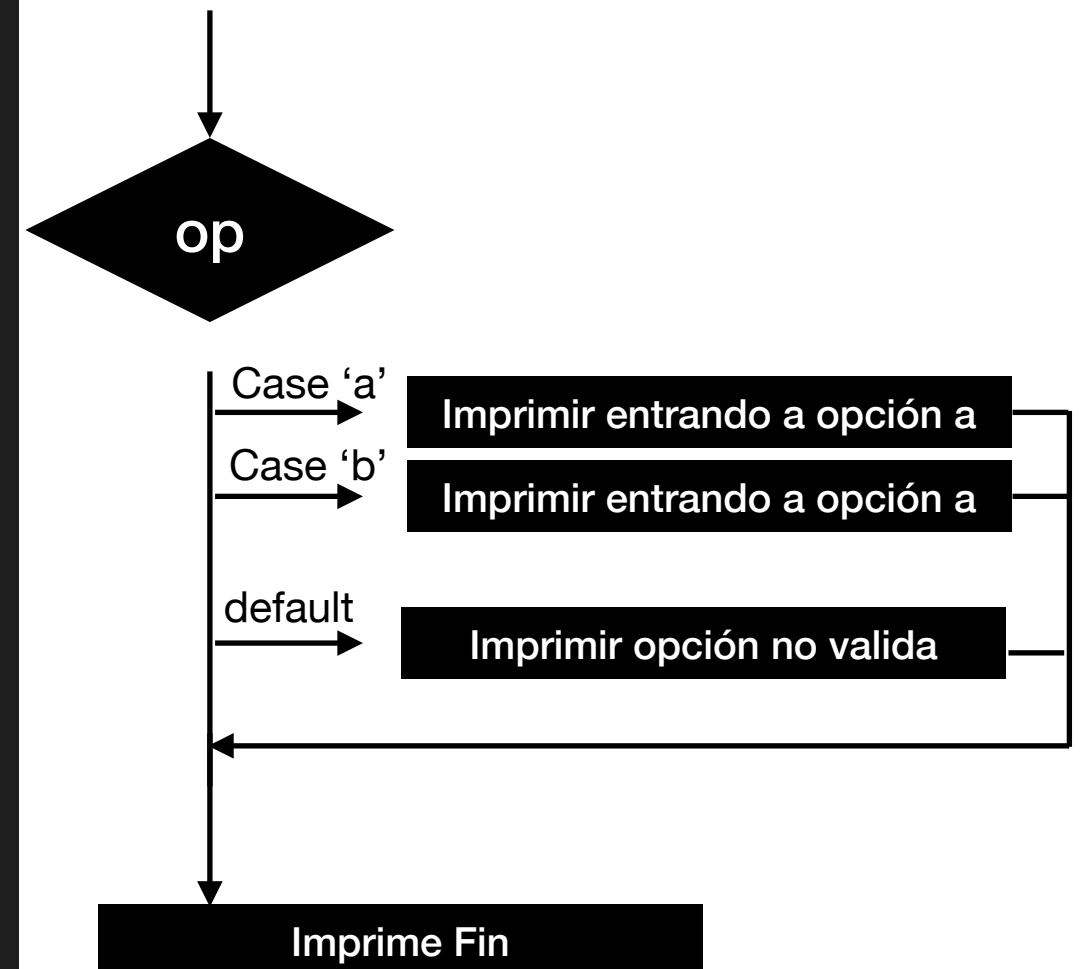 op
Case ‘a’
Imprimir entrando a opción a
Case ‘b’
Imprimir entrando a opción a
default
Imprimir opción no valida
Imprime Fin